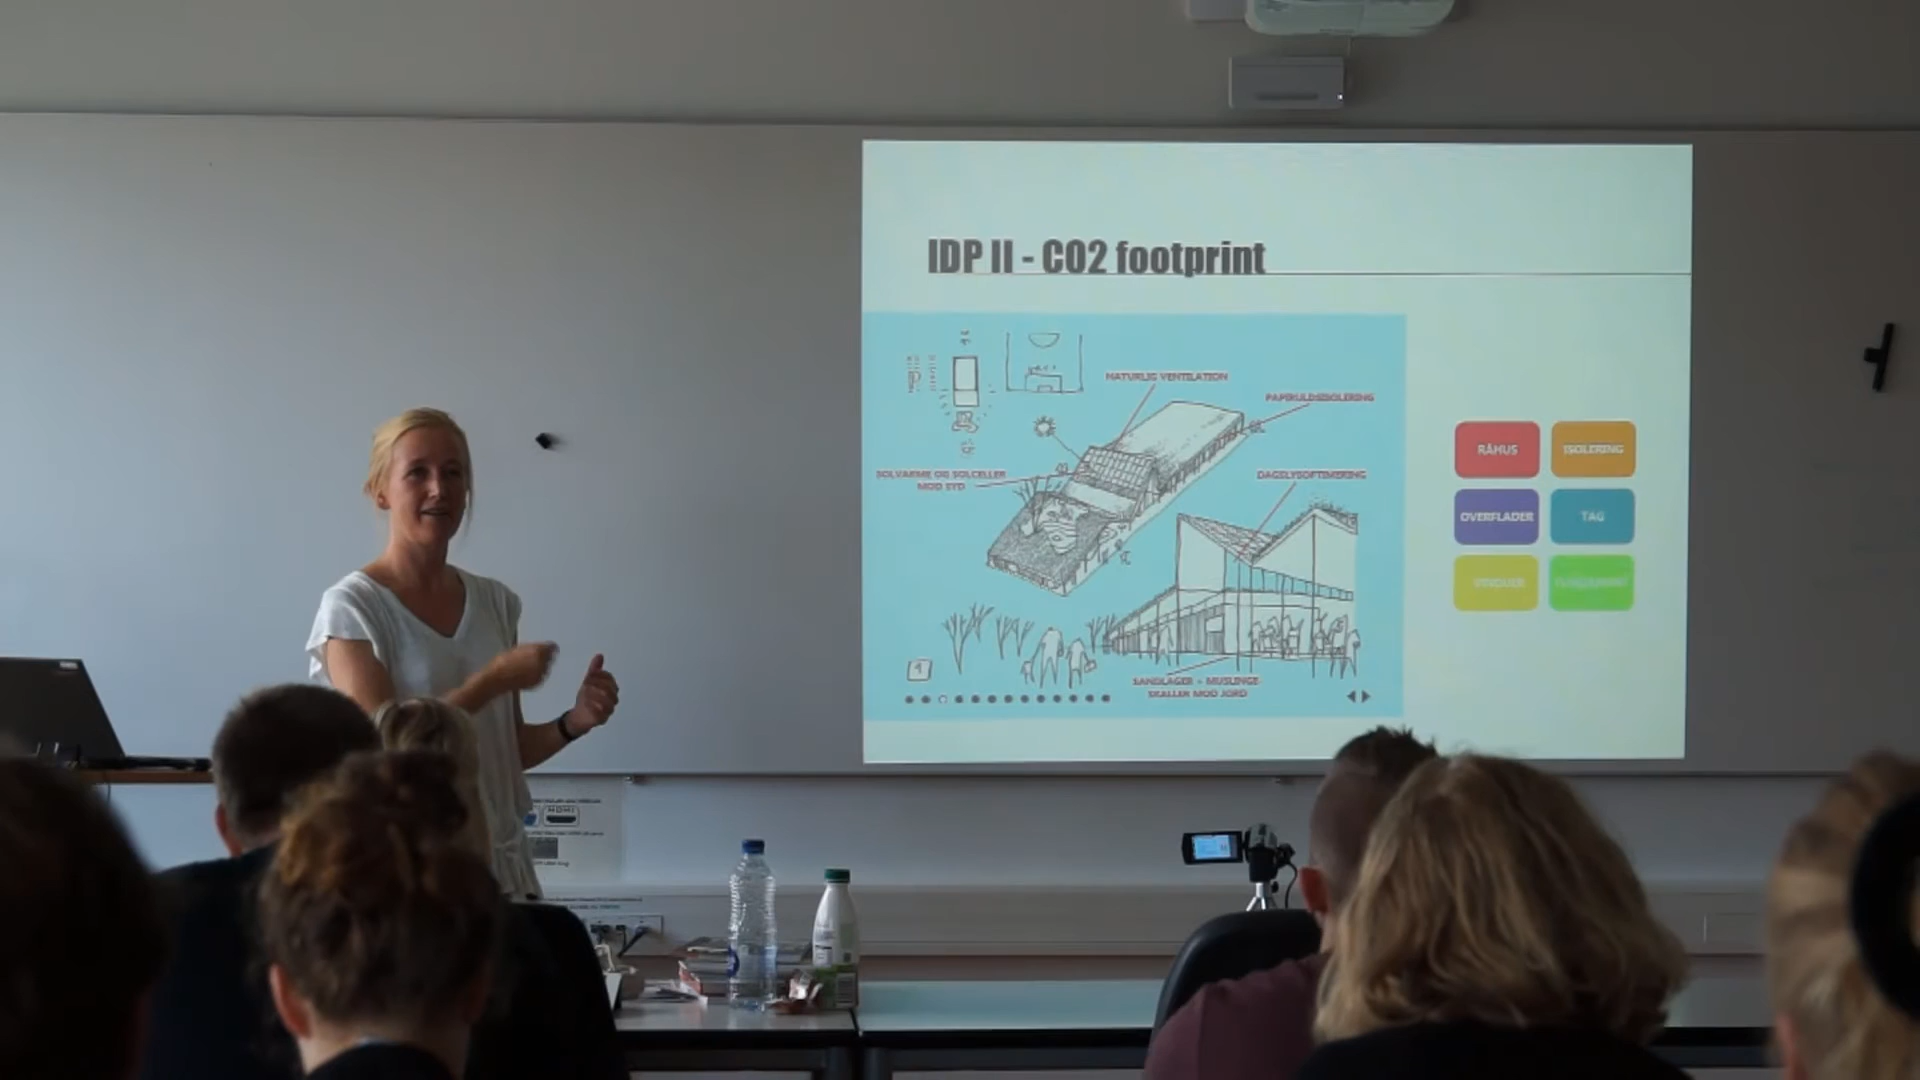 IDP II - CO2 footprint
NATURLIG VENTILATION
PAPIRULDSISOLERING
SOLVARME OG SOLCELLER
MOD SYD
DAGSLYSOPTIMERING
SANDLAGER + MUSLINGE-
SKALLER MOD JORD
RÅHUS
ISOLERING
OVERFLADER
TAG
HDMI